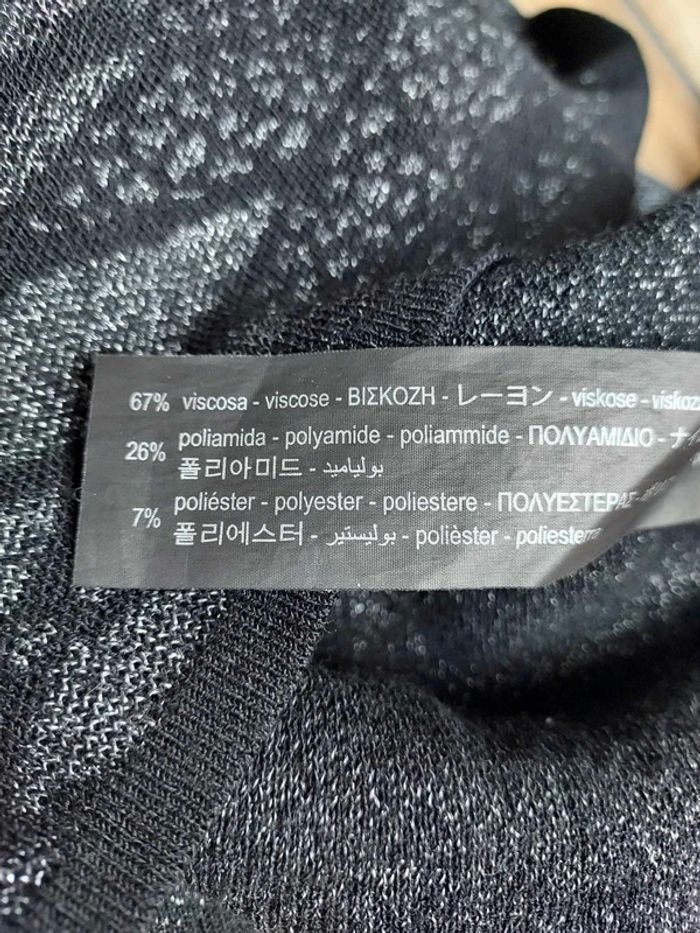 67% viscosa - viscose - ΒΙΣΚΟΖΗ - レーヨン - viskose -
26% poliamida - polyamide - poliammide - ΠΟΛΥΑΜΙΔΙΟ -
폴리아미드 - بولياميد
7% poliéster - polyester - poliestere - ΠΟΛΥΕΣΤΕΡΑΣ -
폴리에스터 - بوليستير - polièster -